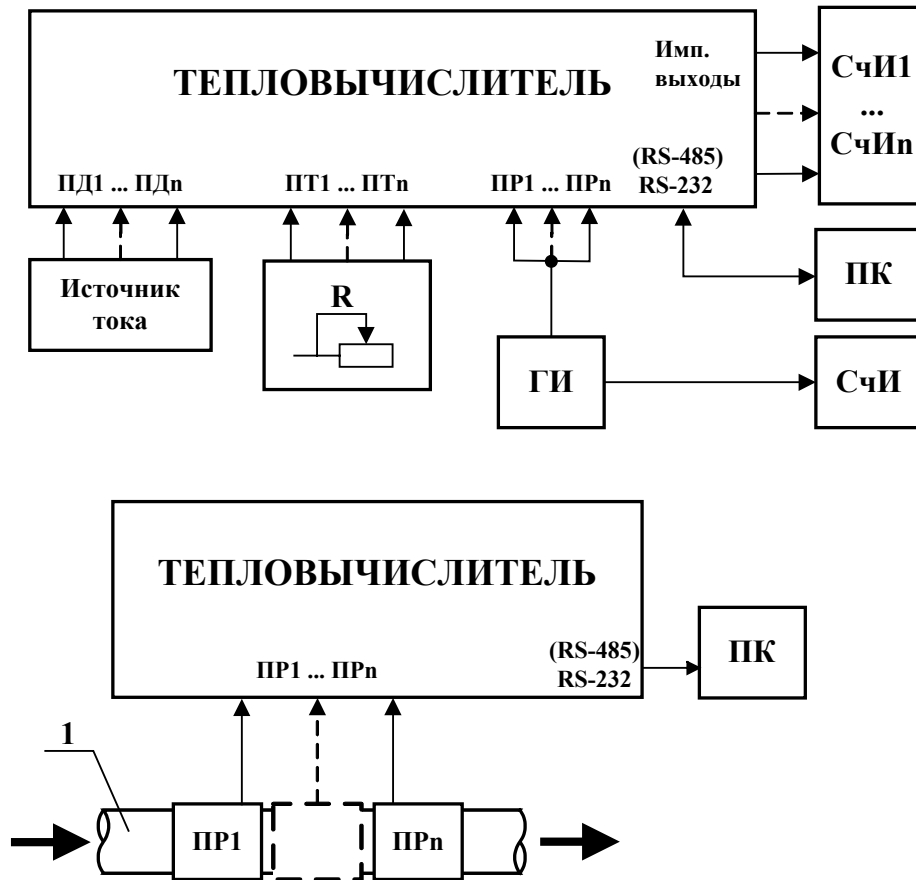 ТЕПЛОВЫЧИСЛИТЕЛЬ
Имп.
выходы
(RS-485)
RS-232
ПД1 ... ПДn
ПТ1 ... ПТn
ПР1 ... ПРn
СчИ1
...
СчИn
Источник
тока
R
ГИ
ПК
СчИ
ТЕПЛОВЫЧИСЛИТЕЛЬ
(RS-485)
RS-232
ПР1 ... ПРn
ПК
1
ПР1
ПРn